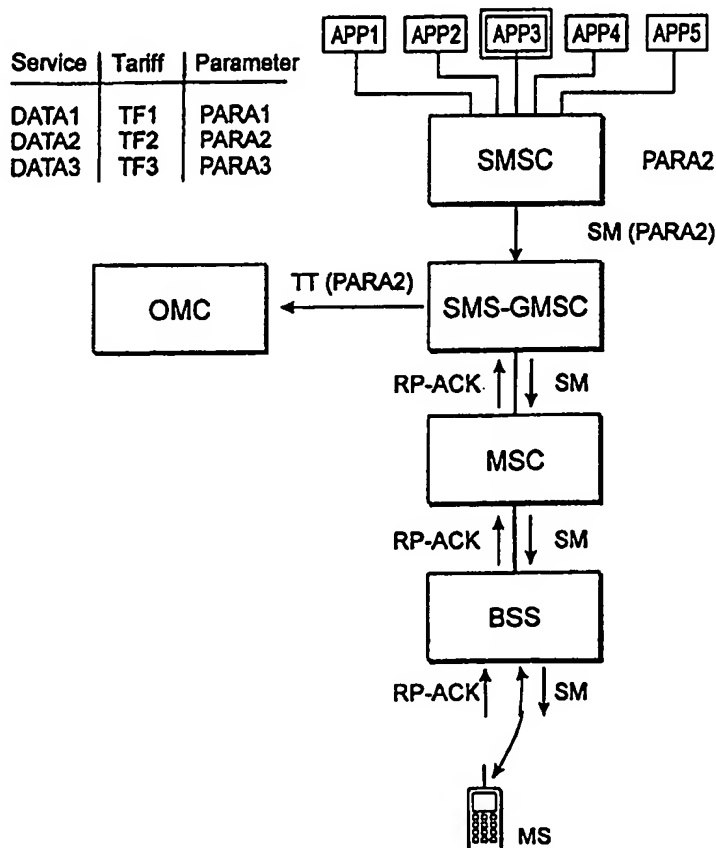 APP1 APP2 APP3 APP4 APP5
Service Tariff Parameter
DATA1 TF1 PARA1
DATA2 TF2 PARA2
DATA3 TF3 PARA3
SMSC
PARA2
SM (PARA2)
TT (PARA2)
OMC
SMS-GMSC
RP-ACK SM
MSC
RP-ACK SM
BSS
RP-ACK SM
MS